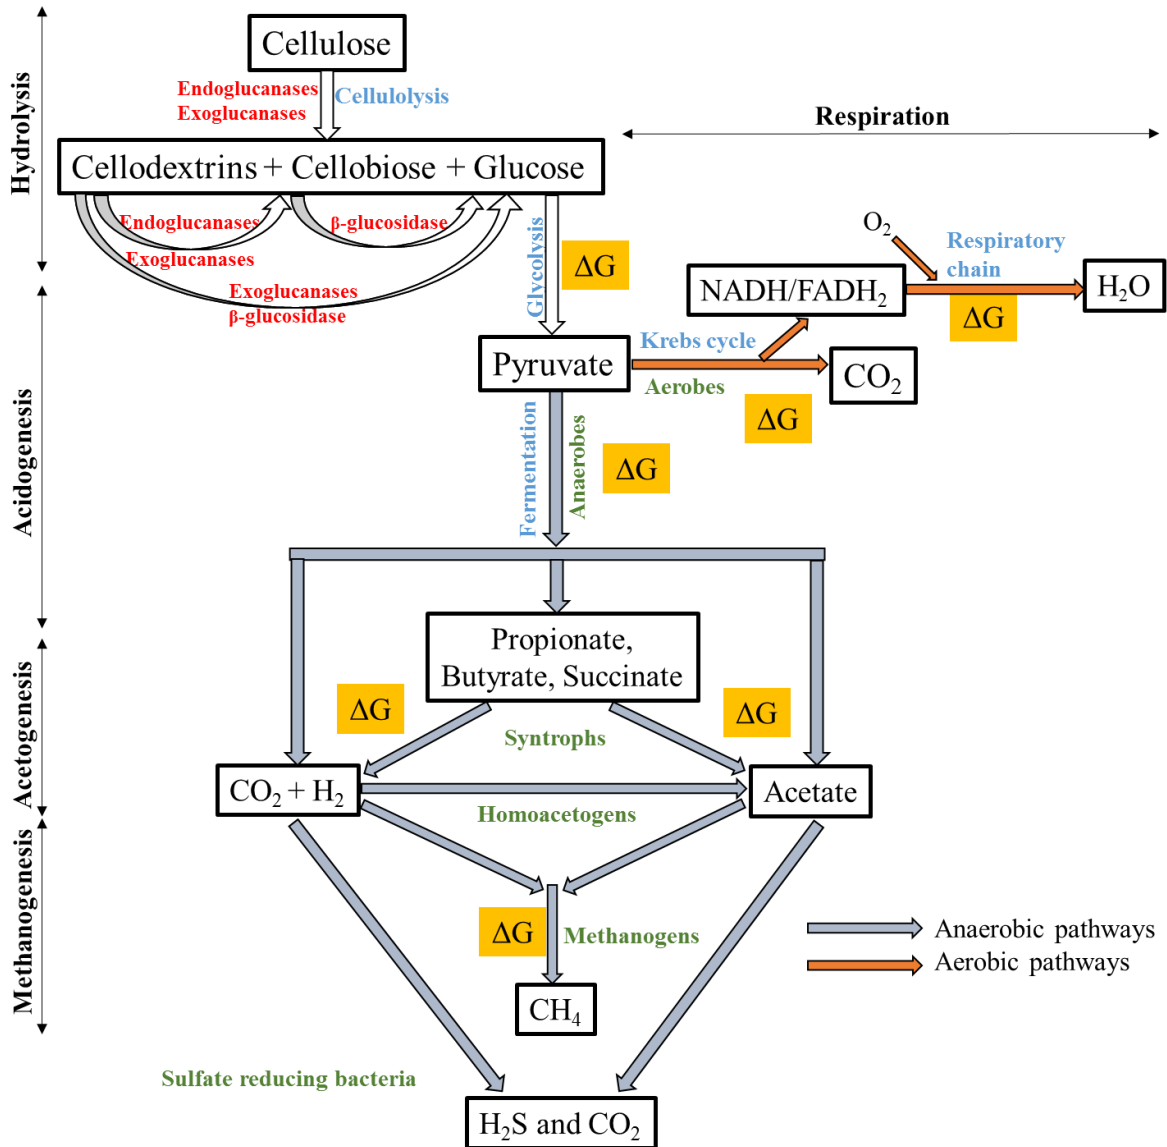 Cellulose
Endoglucanases
Exoglucanases
Cellulolysis
Hydrolysis
Respiration
Cellodextrins + Cellobiose + Glucose
Endoglucanases
β-glucosidase
Exoglucanases
Exoglucanases
β-glucosidase
Glycolysis
ΔG
O₂
Respiratory
chain
NADH/FADH₂
H₂O
ΔG
Krebs cycle
Pyruvate
Aerobes
CO₂
ΔG
Acidogenesis
Fermentation
Anaerobes
ΔG
Propionate,
Butyrate, Succinate
Acetogenesis
ΔG
ΔG
Syntrophs
CO₂ + H₂
Acetate
Homoacetogens
Methanogenesis
ΔG
Methanogens
Anaerobic pathways
Aerobic pathways
CH₄
Sulfate reducing bacteria
H₂S and CO₂